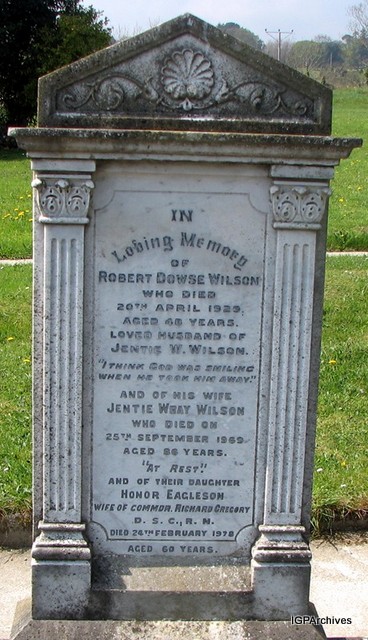 IN
Loving Memory
OF
ROBERT DOWSE WILSON
WHO DIED
20TH APRIL 1929,
AGED 48 YEARS.
LOVED HUSBAND OF
JENTIE W. WILSON.
"I THINK GOD WAS SMILING
WHEN HE TOOK HIM AWAY."
AND OF HIS WIFE
JENTIE WRAY WILSON
WHO DIED ON
25TH SEPTEMBER 1969
AGED 86 YEARS.
"AT REST."
AND OF THEIR DAUGHTER
HONOR EAGLESON
WIFE OF COMMDR. RICHARD GREGORY
D. S. C., R. N.
DIED 24TH FEBRUARY 1978
AGED 60 YEARS.
IGPArchives